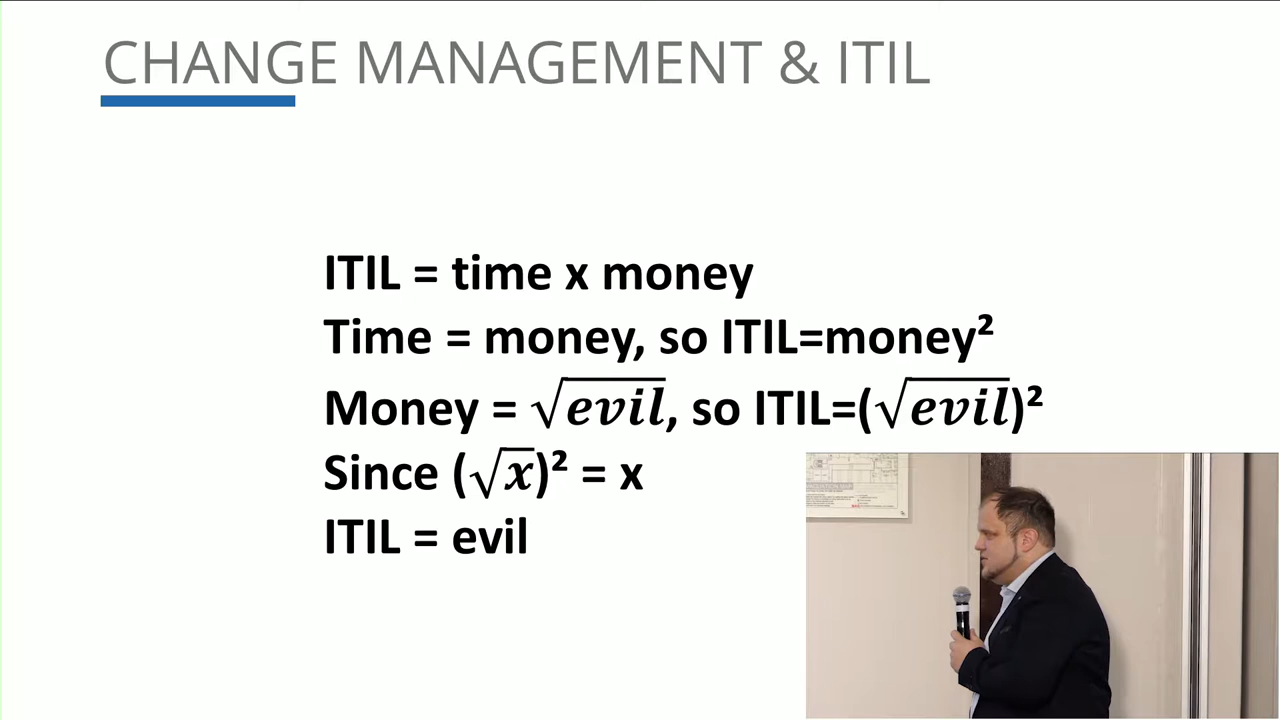 CHANGE MANAGEMENT & ITIL
ITIL = time x money
Time = money, so ITIL=money²
Money = √evil, so ITIL=(√evil)²
Since (√x)² = x
ITIL = evil